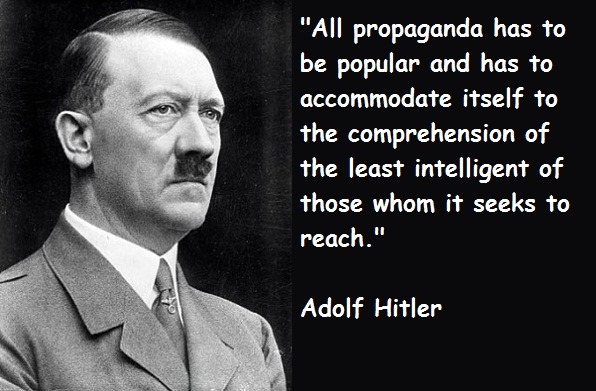 "All propaganda has to
be popular and has to
accommodate itself to
the comprehension of
the least intelligent of
those whom it seeks to
reach."
Adolf Hitler